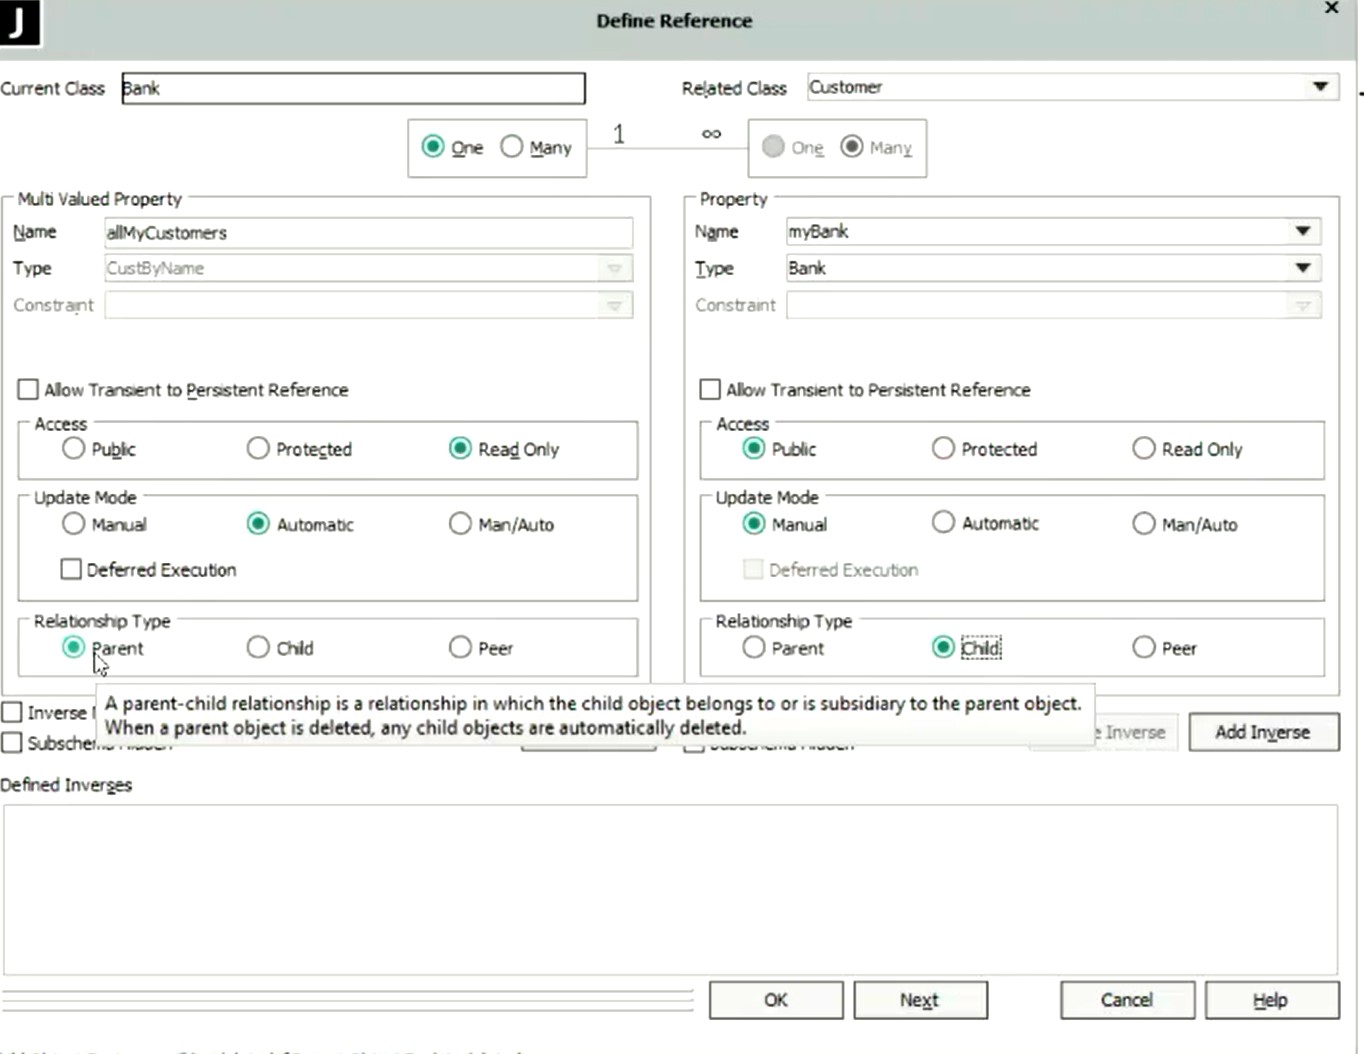 J
Define Reference
×
Current Class Bank Related Class Customer
One Many 1 ∞ One Many
Multi Valued Property Property
Name allMyCustomers Name myBank
Type CustByName Type Bank
Constraint Constraint
Allow Transient to Persistent Reference Allow Transient to Persistent Reference
Access Access
Public Protected Read Only Public Protected Read Only
Update Mode Update Mode
Manual Automatic Man/Auto Manual Automatic Man/Auto
Deferred Execution Deferred Execution
Relationship Type Relationship Type
Parent Child Peer Parent Child Peer
A parent-child relationship is a relationship in which the child object belongs to or is subsidiary to the parent object.
When a parent object is deleted, any child objects are automatically deleted.
Inverse
Inverse Add Inverse
Subschema Hidden Subschema Hidden
Defined Inverses
OK Next Cancel Help